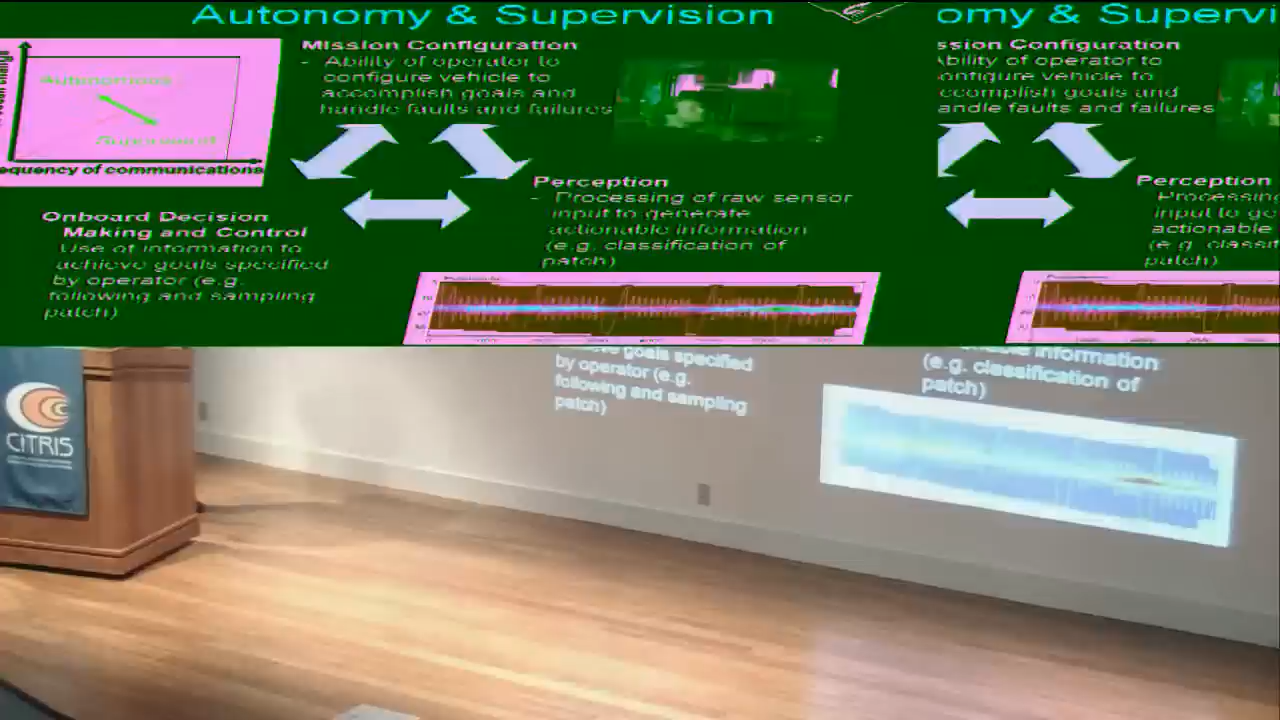 Autonomy & Supervision
Mission Configuration
- Ability of operator to
configure vehicle to
accomplish goals and
handle faults and failures
Autonomous
Supervised
equency of communications
Perception
- Processing of raw sensor
input to generate
actionable information
(e.g. classification of
patch)
Onboard Decision
Making and Control
Use of information to
achieve goals specified
by operator (e.g.
following and sampling
patch)
omy & Supervi
ssion Configuration
Ability of operator to
onfigure vehicle to
ccomplish goals and
andle faults and failures
Perception
Processing
input to ge
actionable
(e.g. classif
patch)
goals specified
by operator (e.g.
following and sampling
patch)
information
(e.g. classification of
patch)
CITRIS